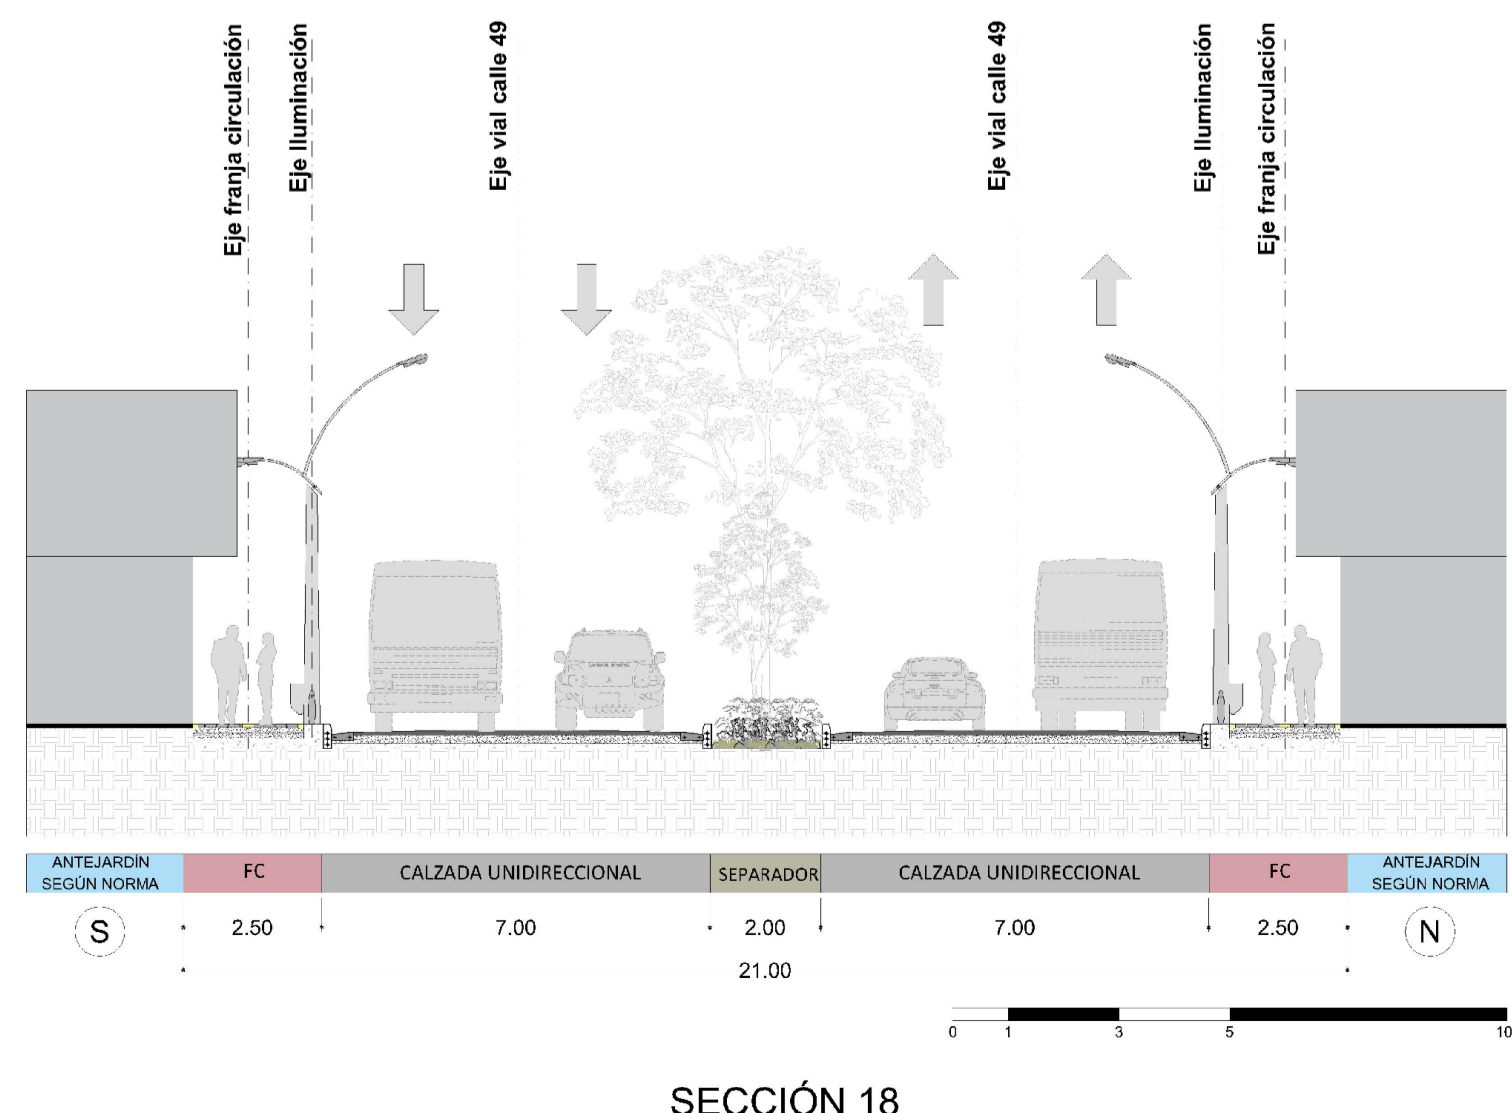 Eje franja circulación
Eje Iluminación
Eje vial calle 49
Eje vial calle 49
Eje Iluminación
Eje franja circulación
ANTEJARDÍN
SEGÚN NORMA
FC
CALZADA UNIDIRECCIONAL
SEPARADOR
CALZADA UNIDIRECCIONAL
FC
ANTEJARDÍN
SEGÚN NORMA
S
2.50
7.00
2.00
7.00
2.50
N
21.00
0 1 3 5 10
SECCIÓN 18